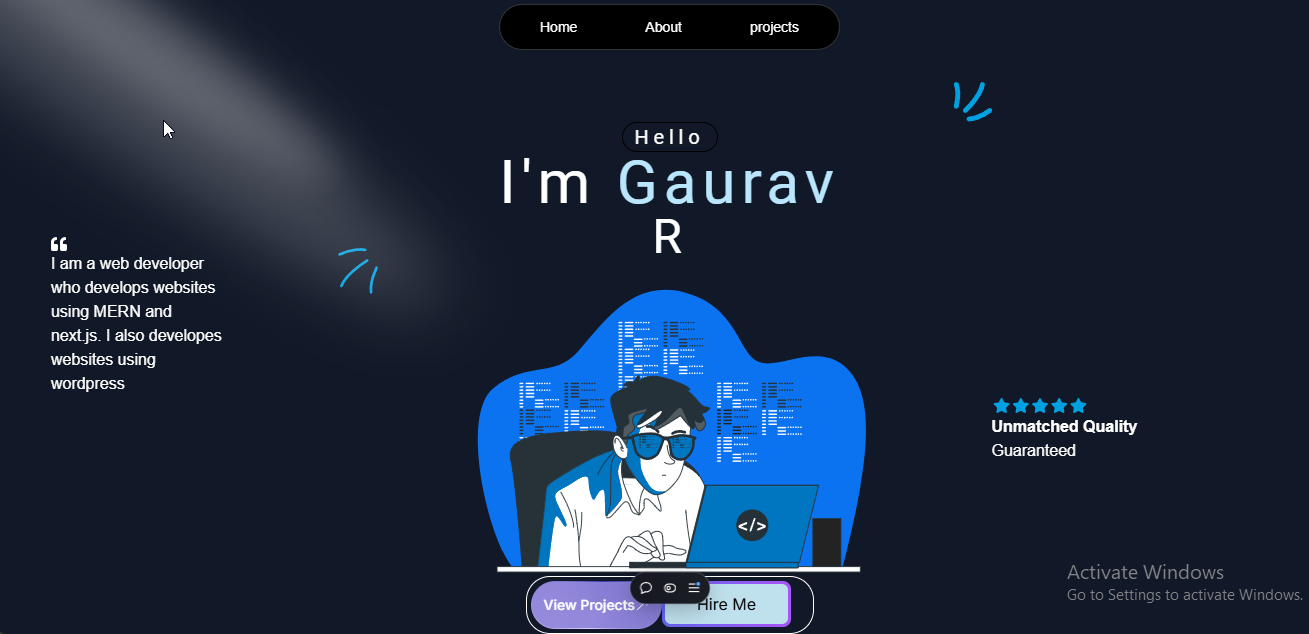 Home About projects
Hello
I'm Gaurav
R
I am a web developer
who develops websites
using MERN and
next.js. I also developes
websites using
wordpress
Unmatched Quality
Guaranteed
</>
View Projects Hire Me
Activate Windows
Go to Settings to activate Windows.